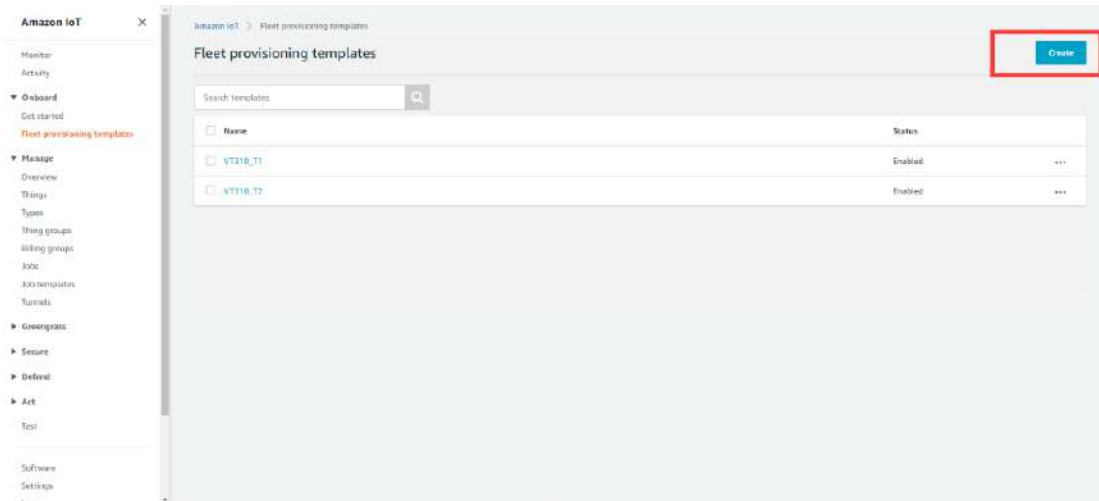 Amazon IoT
Monitor
Activity
Onboard
Get started
Fleet provisioning templates
Manage
Overview
Things
Types
Thing groups
Billing groups
Jobs
Job templates
Tunnels
Greengrass
Secure
Defend
Act
Test
Software
Settings
Amazon IoT > Fleet provisioning templates
Fleet provisioning templates
Create
Search templates
Name Status
VT310_T1 Enabled ...
VT310_T2 Enabled ...